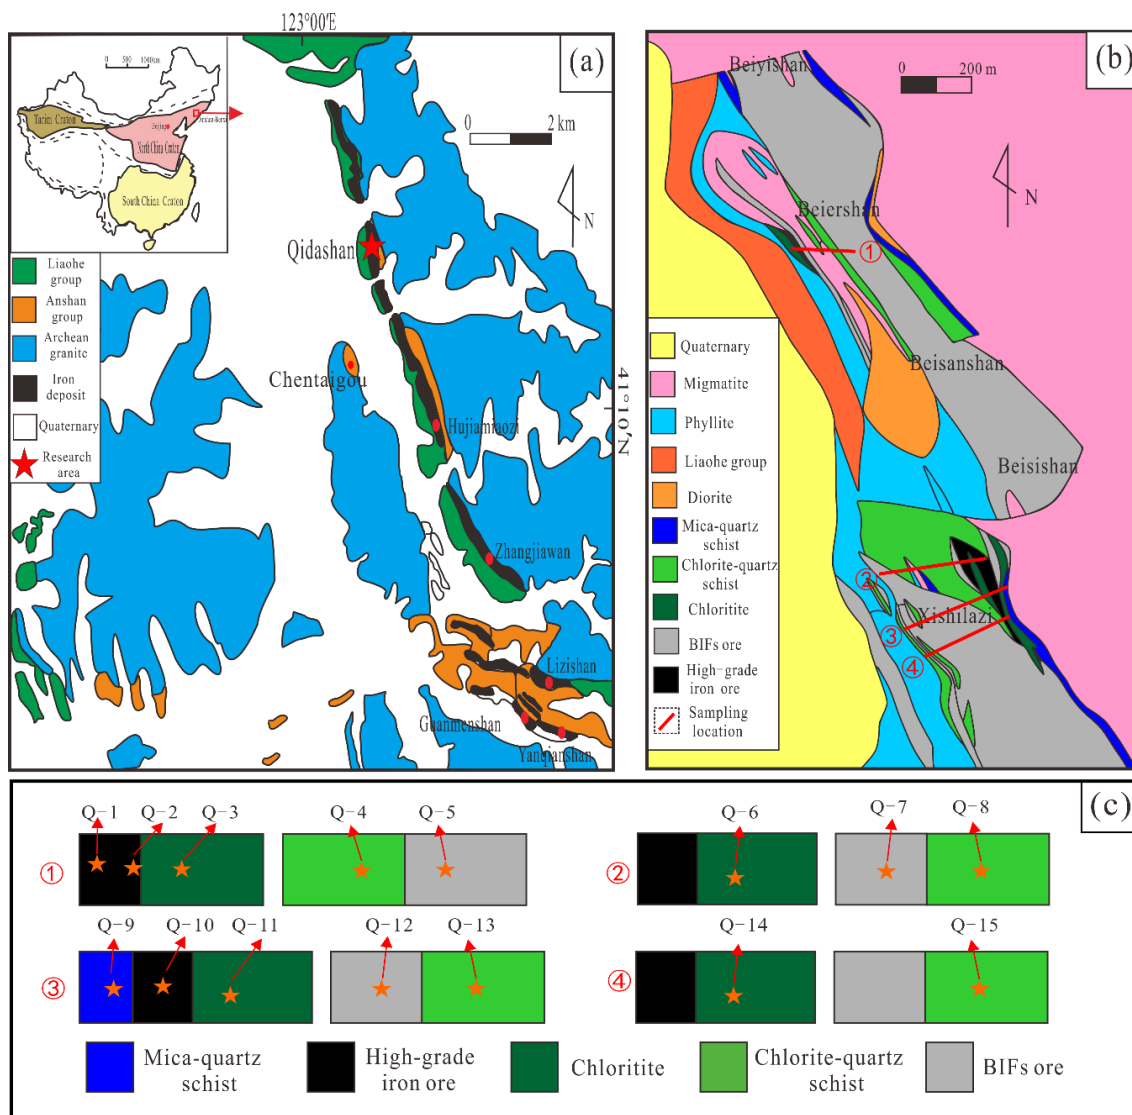 123°00′E
(a)
0 500 1000km
Tarim Craton
Beijing
North China Craton
South China Craton
0 2 km
N
Qidashan
Liaohe
group
Anshan
group
Archean
granite
Iron
deposit
Quaternary
Research
area
Chentaigou
Hujiamiaozi
41°10′N
Zhangjiawan
Lizishan
Guanmenshan
Yanqianshan
(b)
Beiyishan
0 200 m
N
Beiershan
①
Beisanshan
Beisishan
②
③
Xishilazi
④
Quaternary
Migmatite
Phyllite
Liaohe group
Diorite
Mica-quartz
schist
Chlorite-quartz
schist
Chloritite
BIFs ore
High-grade
iron ore
Sampling
location
(c)
Q-1 Q-2 Q-3 Q-4 Q-5
①
Q-6 Q-7 Q-8
②
Q-9 Q-10 Q-11 Q-12 Q-13
③
Q-14 Q-15
④
Mica-quartz
schist
High-grade
iron ore
Chloritite
Chlorite-quartz
schist
BIFs ore